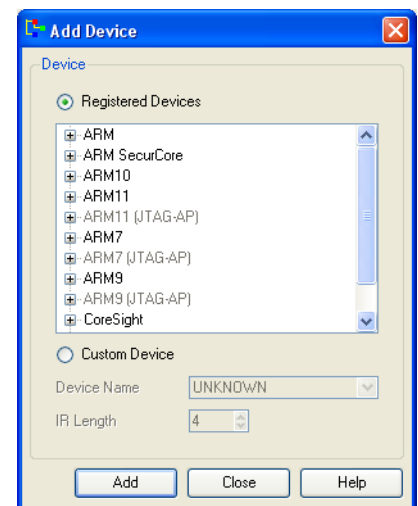 Add Device
Device
Registered Devices
ARM
ARM SecurCore
ARM10
ARM11
ARM11 (JTAG-AP)
ARM7
ARM7 (JTAG-AP)
ARM9
ARM9 (JTAG-AP)
CoreSight
Custom Device
Device Name UNKNOWN
IR Length 4
Add Close Help